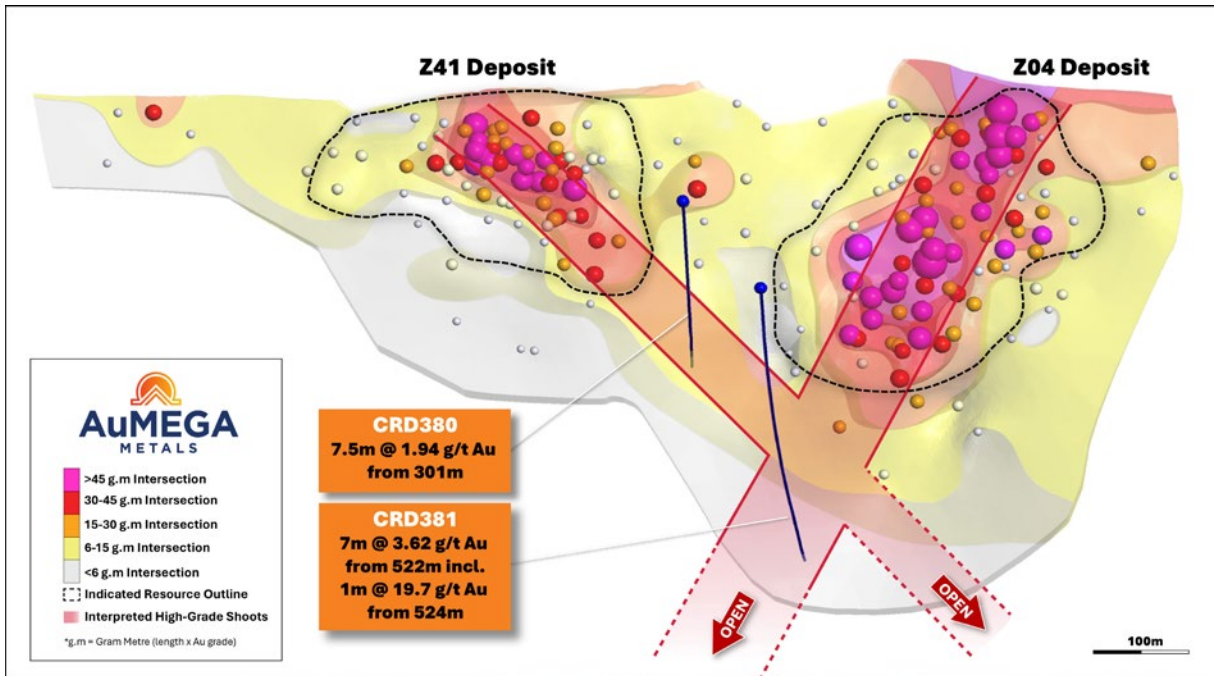 Z41 Deposit
Z04 Deposit
AuMEGA
METALS
>45 g.m Intersection
30-45 g.m Intersection
15-30 g.m Intersection
6-15 g.m Intersection
<6 g.m Intersection
Indicated Resource Outline
Interpreted High-Grade Shoots
*g.m = Gram Metre (length x Au grade)
CRD380
7.5m @ 1.94 g/t Au
from 301m
CRD381
7m @ 3.62 g/t Au
from 522m incl.
1m @ 19.7 g/t Au
from 524m
OPEN
OPEN
100m